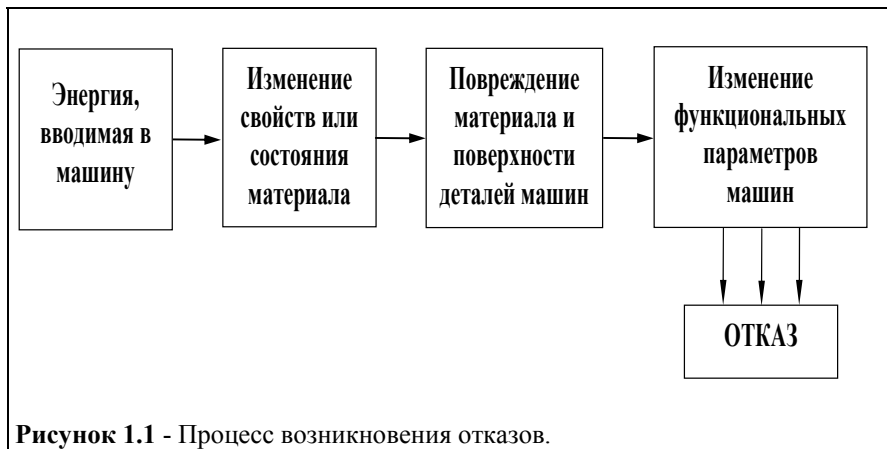 Энергия,
вводимая в
машину
Изменение
свойств или
состояния
материала
Повреждение
материала и
поверхности
деталей машин
Изменение
функциональных
параметров
машин
ОТКАЗ
Рисунок 1.1 - Процесс возникновения отказов.